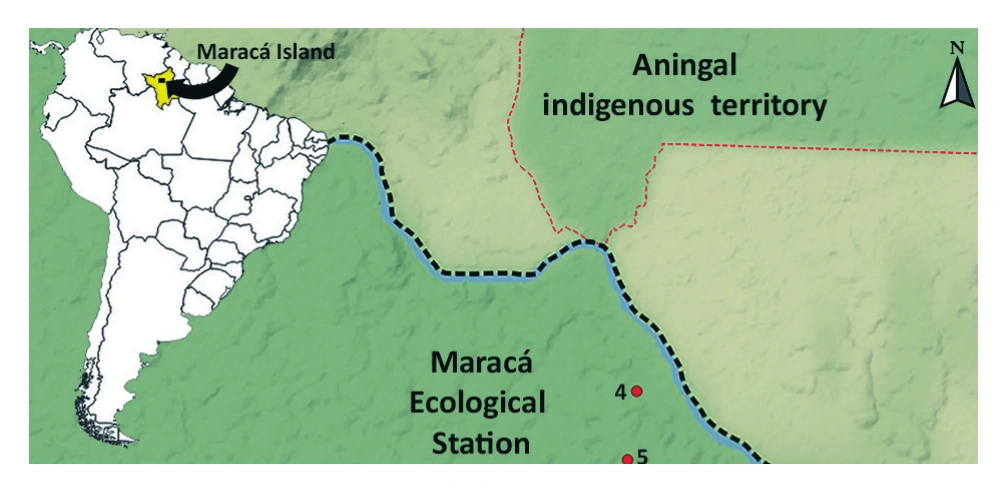 Maracá Island
Aningal
indigenous territory
N
Maracá
Ecological
Station
4
5